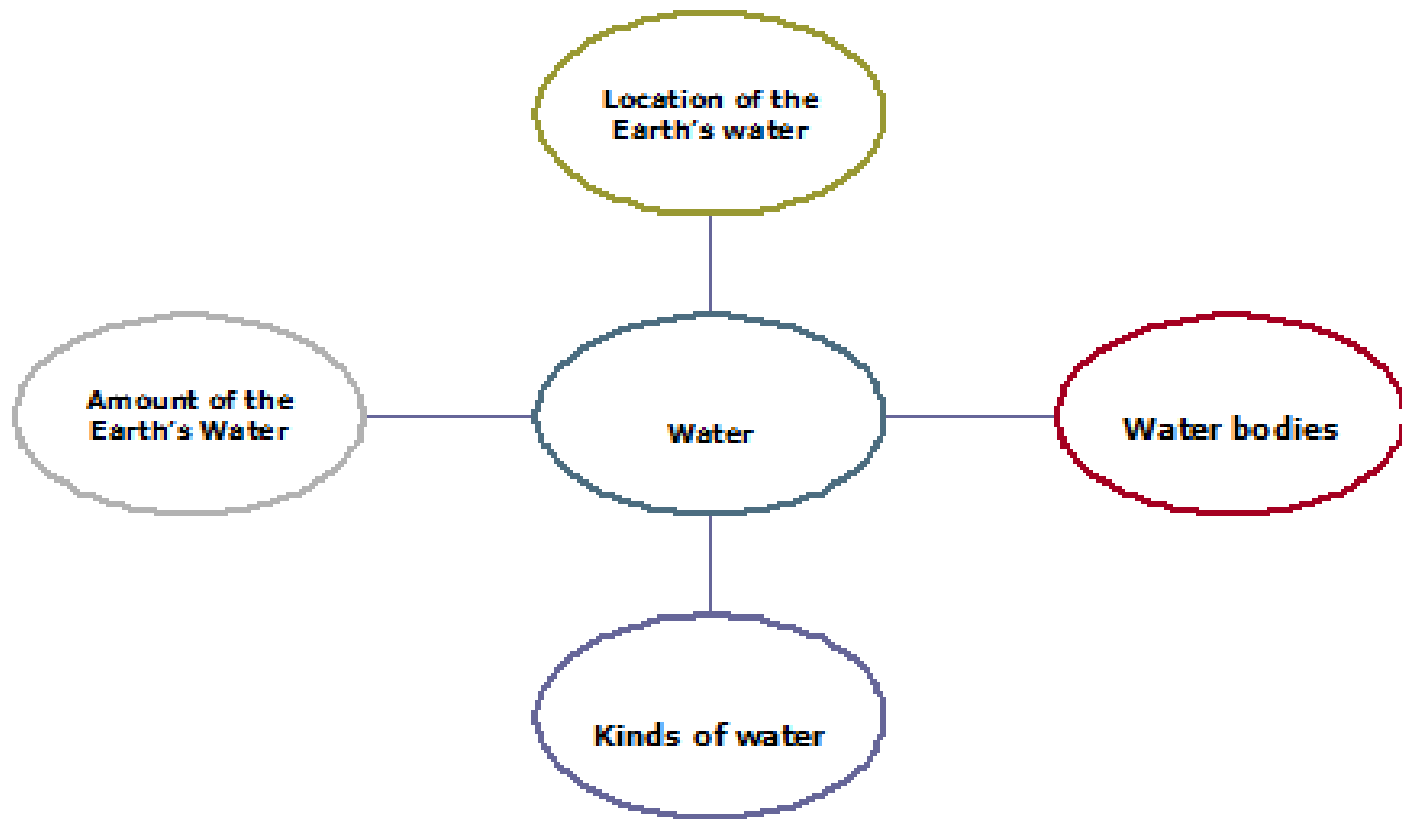 Location of the
Earth's water
Amount of the
Earth's Water
Water
Water bodies
Kinds of water